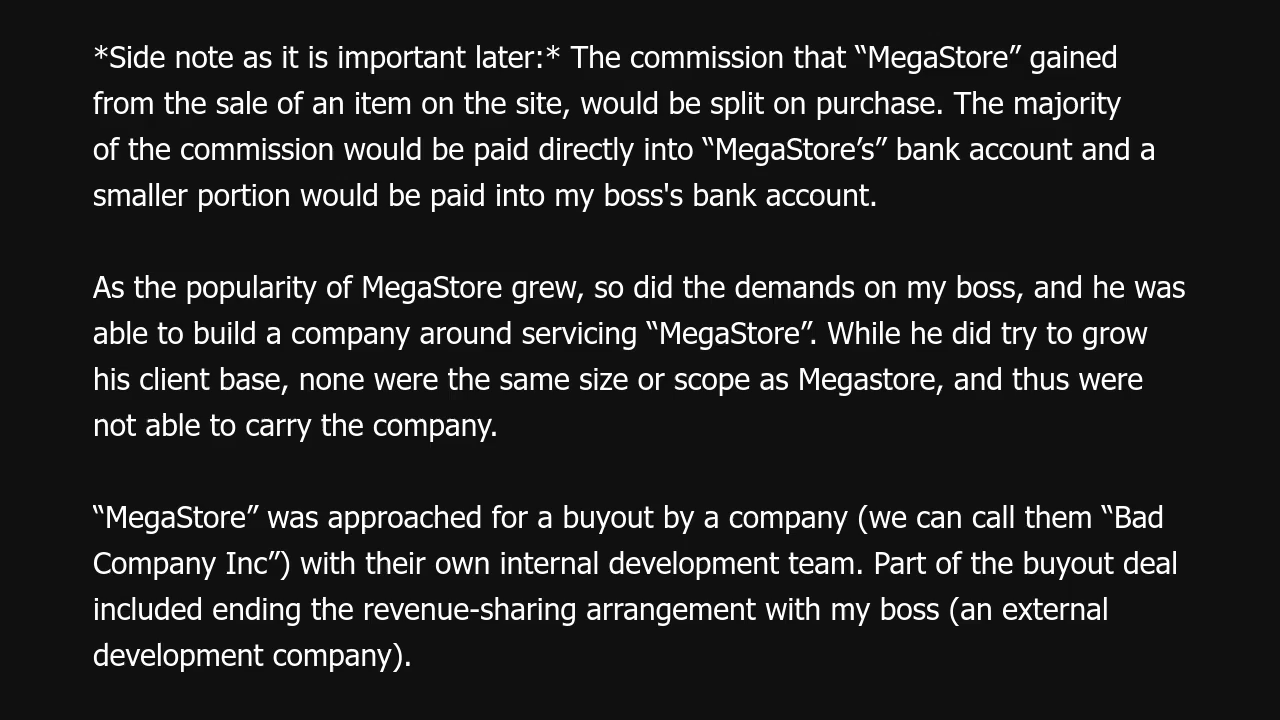 *Side note as it is important later:* The commission that “MegaStore” gained
from the sale of an item on the site, would be split on purchase. The majority
of the commission would be paid directly into “MegaStore’s” bank account and a
smaller portion would be paid into my boss's bank account.
As the popularity of MegaStore grew, so did the demands on my boss, and he was
able to build a company around servicing “MegaStore”. While he did try to grow
his client base, none were the same size or scope as Megastore, and thus were
not able to carry the company.
“MegaStore” was approached for a buyout by a company (we can call them “Bad
Company Inc”) with their own internal development team. Part of the buyout deal
included ending the revenue-sharing arrangement with my boss (an external
development company).